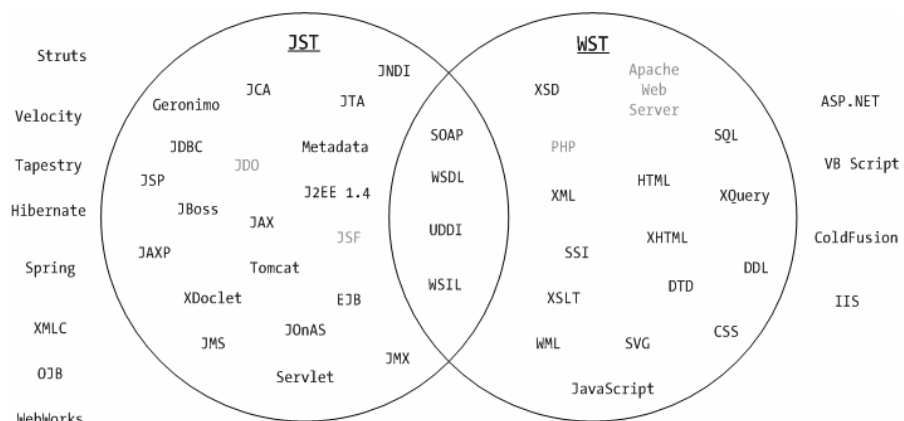 JST
WST
Struts
JNDI
Apache
Web
Server
JCA
XSD
Geronimo
JTA
ASP.NET
Velocity
SOAP
SQL
JDBC
Metadata
PHP
Tapestry
JDO
VB Script
JSP
WSDL
HTML
J2EE 1.4
XML
XQuery
Hibernate
JBoss
JAX
UDDI
JSF
XHTML
ColdFusion
JAXP
SSI
Spring
Tomcat
DDL
WSIL
DTD
XDoclet
EJB
XSLT
IIS
XMLC
JOnAS
CSS
JMS
WML
SVG
JMX
OJB
Servlet
JavaScript
WebWorks